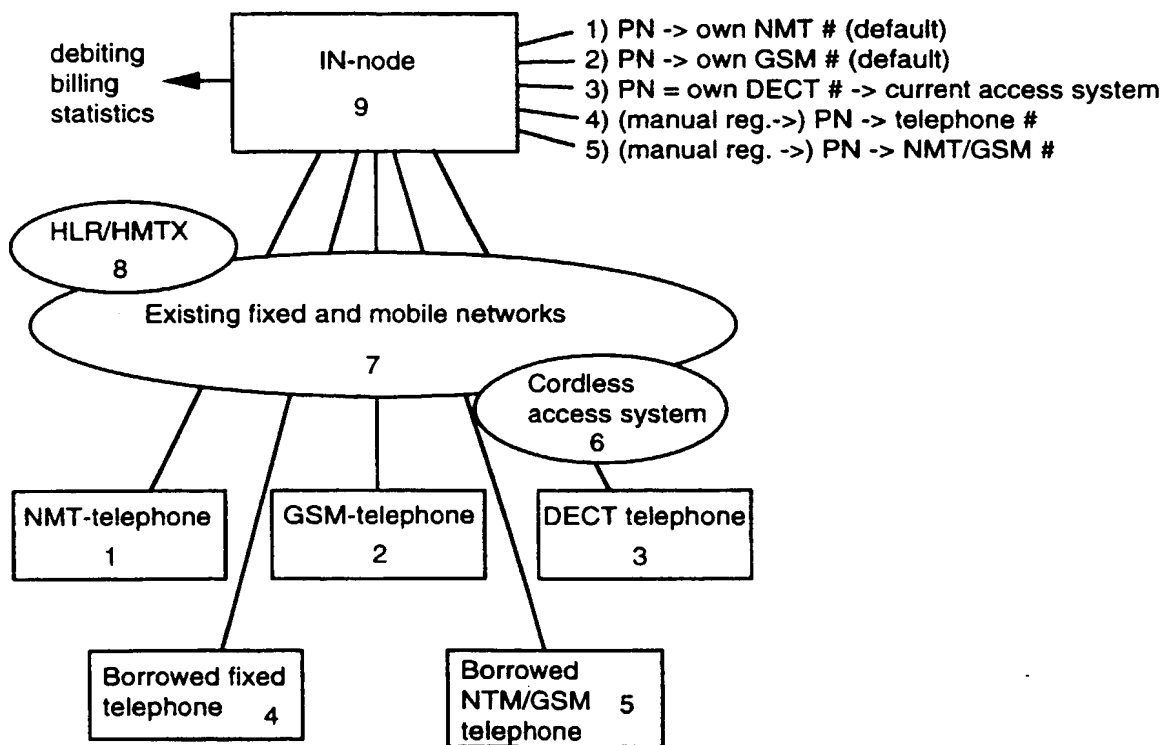 debiting
billing
statistics
IN-node
9
1) PN -> own NMT # (default)
2) PN -> own GSM # (default)
3) PN = own DECT # -> current access system
4) (manual reg.->) PN -> telephone #
5) (manual reg. ->) PN -> NMT/GSM #
HLR/HMTX
8
Existing fixed and mobile networks
7
Cordless
access system
6
NMT-telephone
1
GSM-telephone
2
DECT telephone
3
Borrowed fixed
telephone 4
Borrowed
NTM/GSM 5
telephone